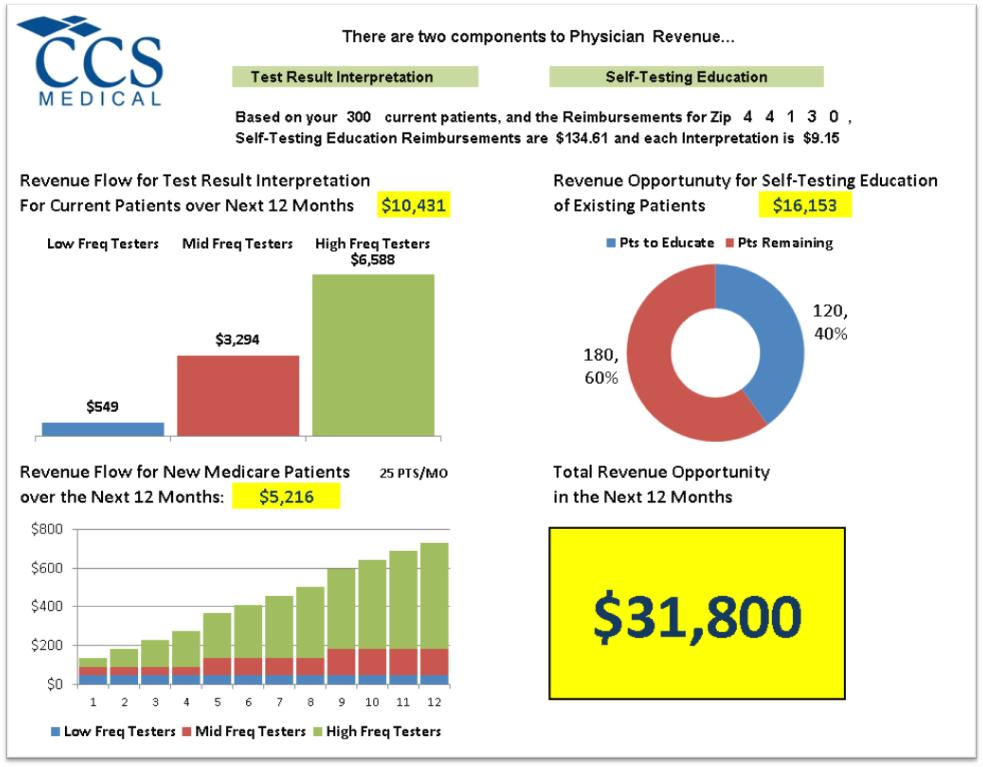 CCS
MEDICAL
There are two components to Physician Revenue...
Test Result Interpretation
Self-Testing Education
Based on your 300 current patients, and the Reimbursements for Zip 4 4 1 3 0 ,
Self-Testing Education Reimbursements are $134.61 and each Interpretation is $9.15
Revenue Flow for Test Result Interpretation
For Current Patients over Next 12 Months $10,431
Low Freq Testers Mid Freq Testers High Freq Testers
$6,588
$3,294
$549
Revenue Opportunuty for Self-Testing Education
of Existing Patients $16,153
Pts to Educate Pts Remaining
120,
40%
180,
60%
Revenue Flow for New Medicare Patients 25 PTS/MO
over the Next 12 Months: $5,216
$800
$600
$400
$200
$0
1 2 3 4 5 6 7 8 9 10 11 12
Low Freq Testers Mid Freq Testers High Freq Testers
Total Revenue Opportunity
in the Next 12 Months
$31,800